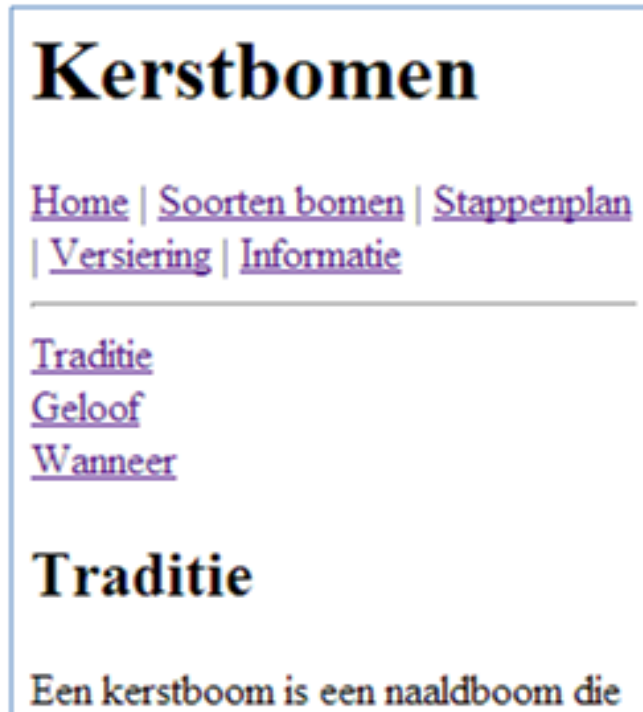 Kerstbomen
Home | Soorten bomen | Stappenplan
| Versiering | Informatie
Traditie
Geloof
Wanneer
Traditie
Een kerstboom is een naaldboom die